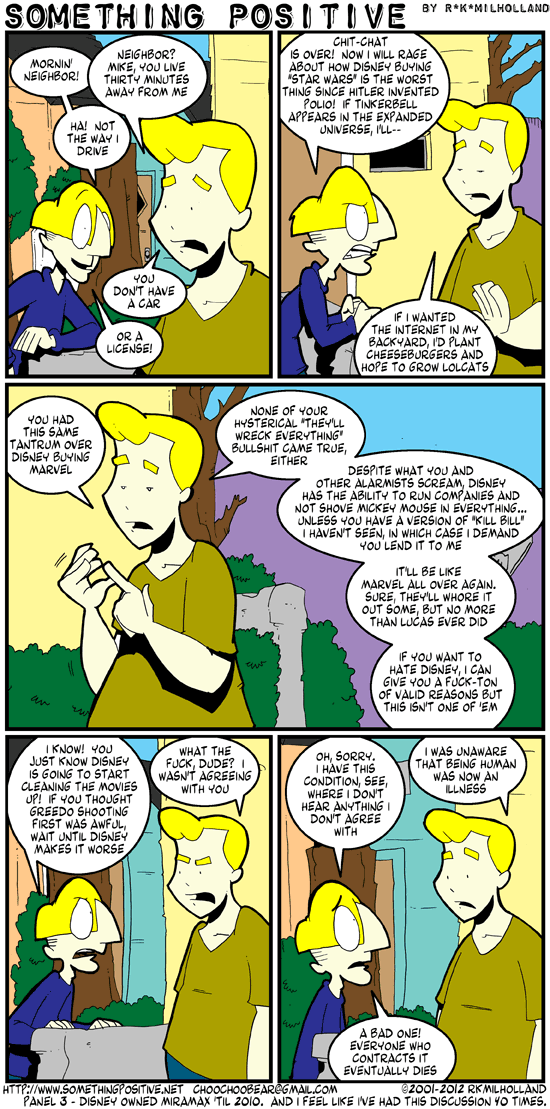 SOMETHING POSITIVE
BY R*K*MILHOLLAND
MORNIN'
NEIGHBOR!
NEIGHBOR?
MIKE, YOU LIVE
THIRTY MINUTES
AWAY FROM ME
HA! NOT
THE WAY I
DRIVE
YOU
DON'T HAVE
A CAR
OR A
LICENSE!
CHIT-CHAT
IS OVER! NOW I WILL RAGE
ABOUT HOW DISNEY BUYING
"STAR WARS" IS THE WORST
THING SINCE HITLER INVENTED
POLIO! IF TINKERBELL
APPEARS IN THE EXPANDED
UNIVERSE, I'LL--
IF I WANTED
THE INTERNET IN MY
BACKYARD, I'D PLANT
CHEESEBURGERS AND
HOPE TO GROW LOLCATS
YOU HAD
THIS SAME
TANTRUM OVER
DISNEY BUYING
MARVEL
NONE OF YOUR
HYSTERICAL "THEY'LL
WRECK EVERYTHING"
BULLSHIT CAME TRUE,
EITHER
DESPITE WHAT YOU AND
OTHER ALARMISTS SCREAM, DISNEY
HAS THE ABILITY TO RUN COMPANIES AND
NOT SHOVE MICKEY MOUSE IN EVERYTHING...
UNLESS YOU HAVE A VERSION OF "KILL BILL"
I HAVEN'T SEEN, IN WHICH CASE I DEMAND
YOU LEND IT TO ME
IT'LL BE LIKE
MARVEL ALL OVER AGAIN.
SURE, THEY'LL WHORE IT
OUT SOME, BUT NO MORE
THAN LUCAS EVER DID
IF YOU WANT TO
HATE DISNEY, I CAN
GIVE YOU A FUCK-TON
OF VALID REASONS BUT
THIS ISN'T ONE OF 'EM
I KNOW! YOU
JUST KNOW DISNEY
IS GOING TO START
CLEANING THE MOVIES
UP! IF YOU THOUGHT
GREEDO SHOOTING
FIRST WAS AWFUL,
WAIT UNTIL DISNEY
MAKES IT WORSE
WHAT THE
FUCK, DUDE? I
WASN'T AGREEING
WITH YOU
OH, SORRY.
I HAVE THIS
CONDITION, SEE,
WHERE I DON'T
HEAR ANYTHING I
DON'T AGREE
WITH
I WAS UNAWARE
THAT BEING HUMAN
WAS NOW AN
ILLNESS
A BAD ONE!
EVERYONE WHO
CONTRACTS IT
EVENTUALLY DIES
HTTP://WWW.SOMETHINGPOSITIVE.NET CHOOCHOOBEAR@GMAIL.COM ©2001-2012 RKMILHOLLAND
PANEL 3 - DISNEY OWNED MIRAMAX 'TIL 2010. AND I FEEL LIKE I'VE HAD THIS DISCUSSION 40 TIMES.